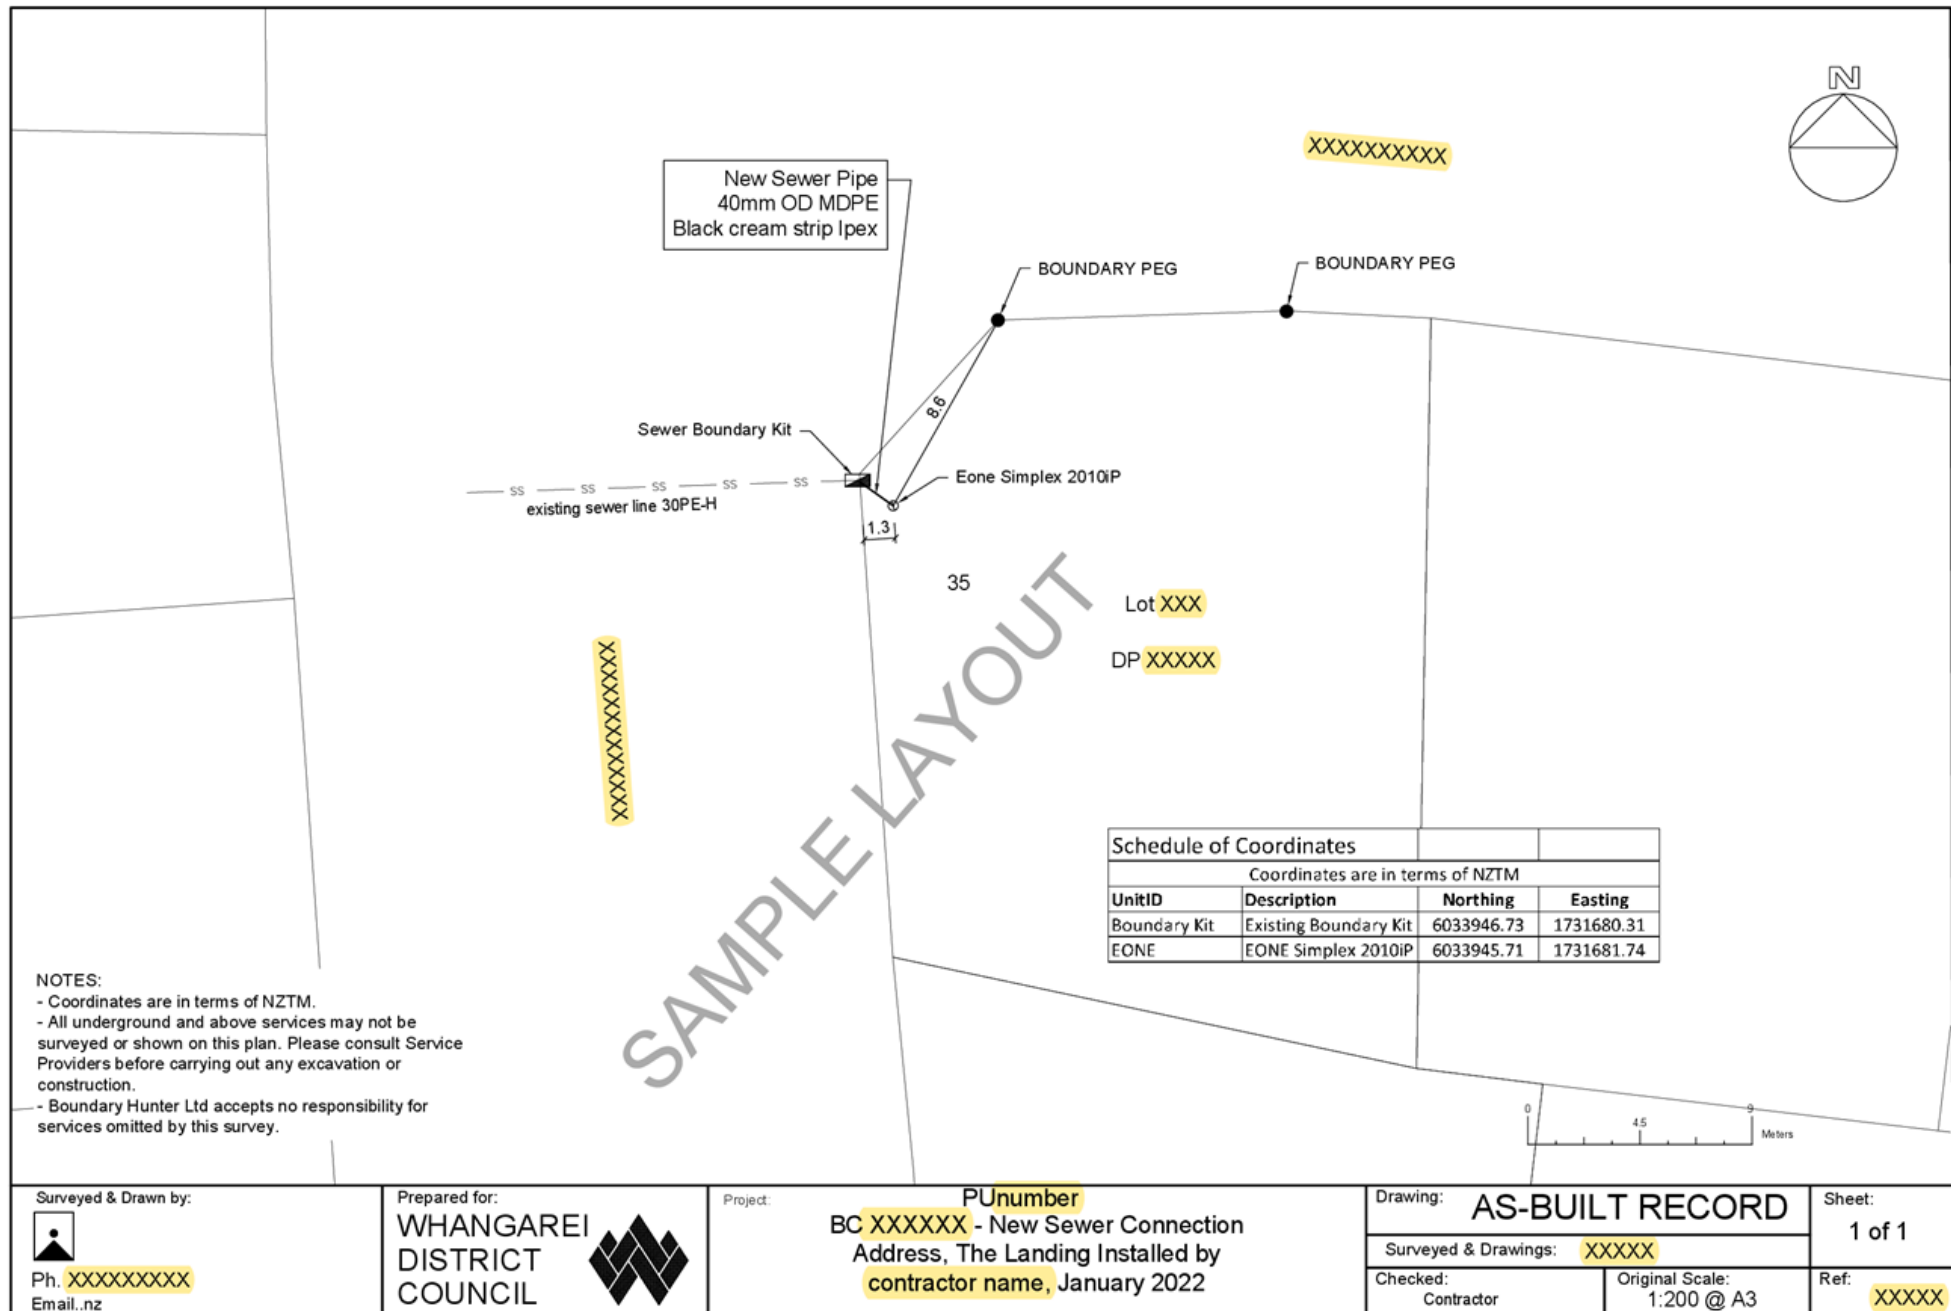 N
XXXXXXXXXX
New Sewer Pipe
40mm OD MDPE
Black cream strip Ipex
BOUNDARY PEG
BOUNDARY PEG
8.6
Sewer Boundary Kit
Eone Simplex 2010iP
SS SS SS SS SS
existing sewer line 30PE-H
1.3
35
Lot XXX
DP XXXXX
XXXXXXXXXXXXX
SAMPLE LAYOUT
Schedule of Coordinates
Coordinates are in terms of NZTM
UnitID Description Northing Easting
Boundary Kit Existing Boundary Kit 6033946.73 1731680.31
EONE EONE Simplex 2010iP 6033945.71 1731681.74
NOTES:
- Coordinates are in terms of NZTM.
- All underground and above services may not be
surveyed or shown on this plan. Please consult Service
Providers before carrying out any excavation or
construction.
- Boundary Hunter Ltd accepts no responsibility for
services omitted by this survey.
0 4.5 9
Meters
Surveyed & Drawn by:
Ph. XXXXXXXXX
Email..nz
Prepared for:
WHANGAREI
DISTRICT
COUNCIL
Project:
PUnumber
BC XXXXXX - New Sewer Connection
Address, The Landing Installed by
contractor name, January 2022
Drawing: AS-BUILT RECORD
Surveyed & Drawings: XXXXX
Checked:
Contractor
Original Scale:
1:200 @ A3
Sheet:
1 of 1
Ref:
XXXXX